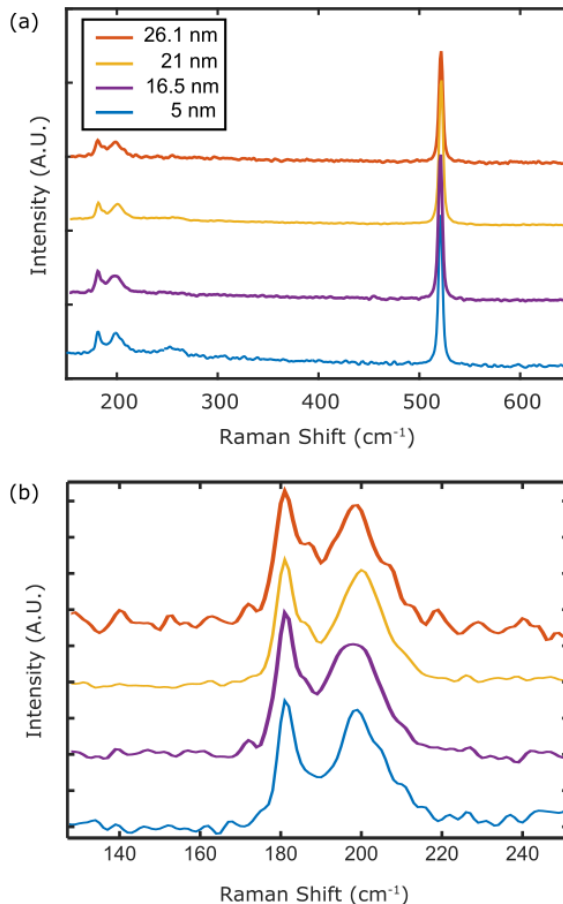 (a)
26.1 nm
21 nm
16.5 nm
5 nm
Intensity (A.U.)
200 300 400 500 600
Raman Shift (cm⁻¹)
(b)
Intensity (A.U.)
140 160 180 200 220 240
Raman Shift (cm⁻¹)